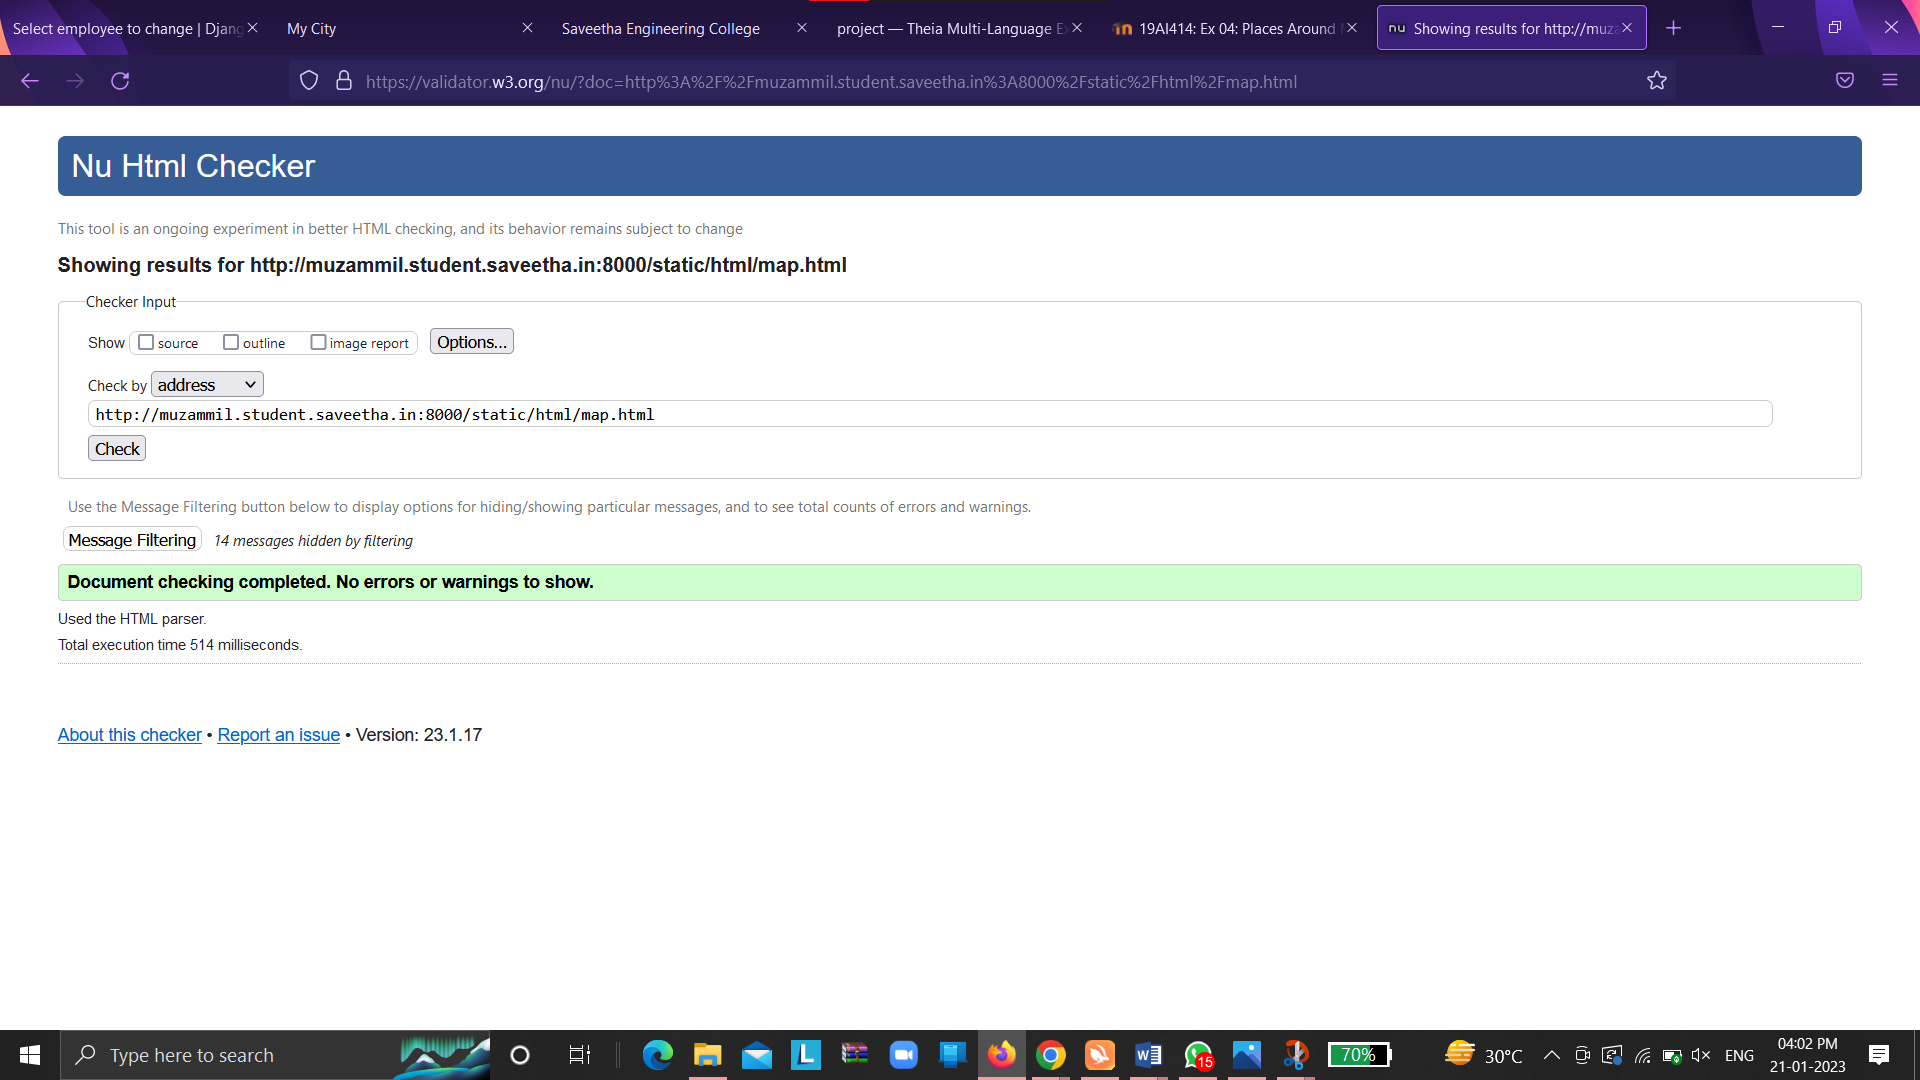 Select employee to change | Djang
My City
Saveetha Engineering College
project — Theia Multi-Language E
19AI414: Ex 04: Places Around
nu Showing results for http://muza
https://validator.w3.org/nu/?doc=http%3A%2F%2Fmuzammil.student.saveetha.in%3A8000%2Fstatic%2Fhtml%2Fmap.html
Nu Html Checker
This tool is an ongoing experiment in better HTML checking, and its behavior remains subject to change
Showing results for http://muzammil.student.saveetha.in:8000/static/html/map.html
Checker Input
Show source outline image report Options...
Check by address
http://muzammil.student.saveetha.in:8000/static/html/map.html
Check
Use the Message Filtering button below to display options for hiding/showing particular messages, and to see total counts of errors and warnings.
Message Filtering 14 messages hidden by filtering
Document checking completed. No errors or warnings to show.
Used the HTML parser.
Total execution time 514 milliseconds.
About this checker • Report an issue • Version: 23.1.17
Type here to search
L
W
15
70%
30°C
ENG
04:02 PM
21-01-2023